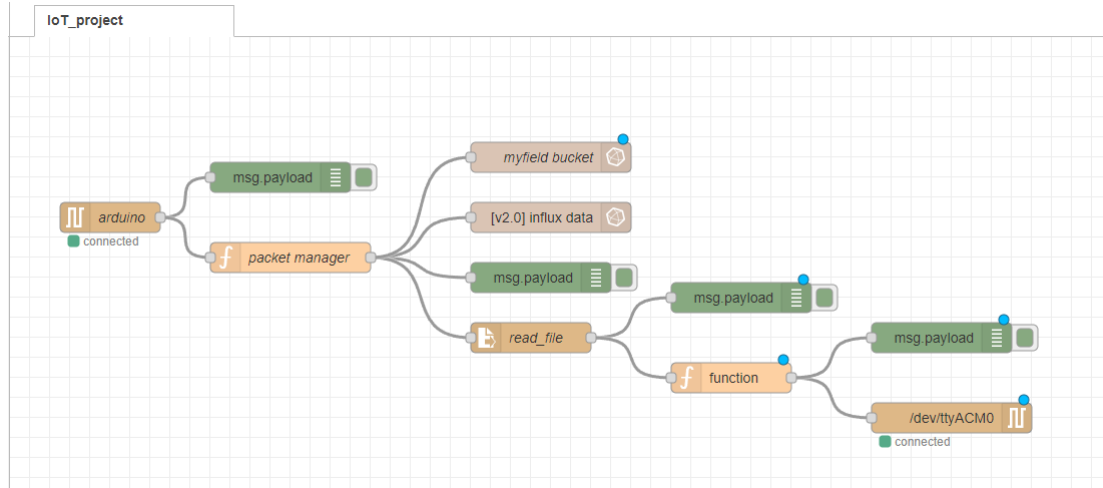 IoT_project
msg.payload
arduino
connected
packet manager
myfield bucket
[v2.0] influx data
msg.payload
read_file
msg.payload
function
msg.payload
/dev/ttyACM0
connected